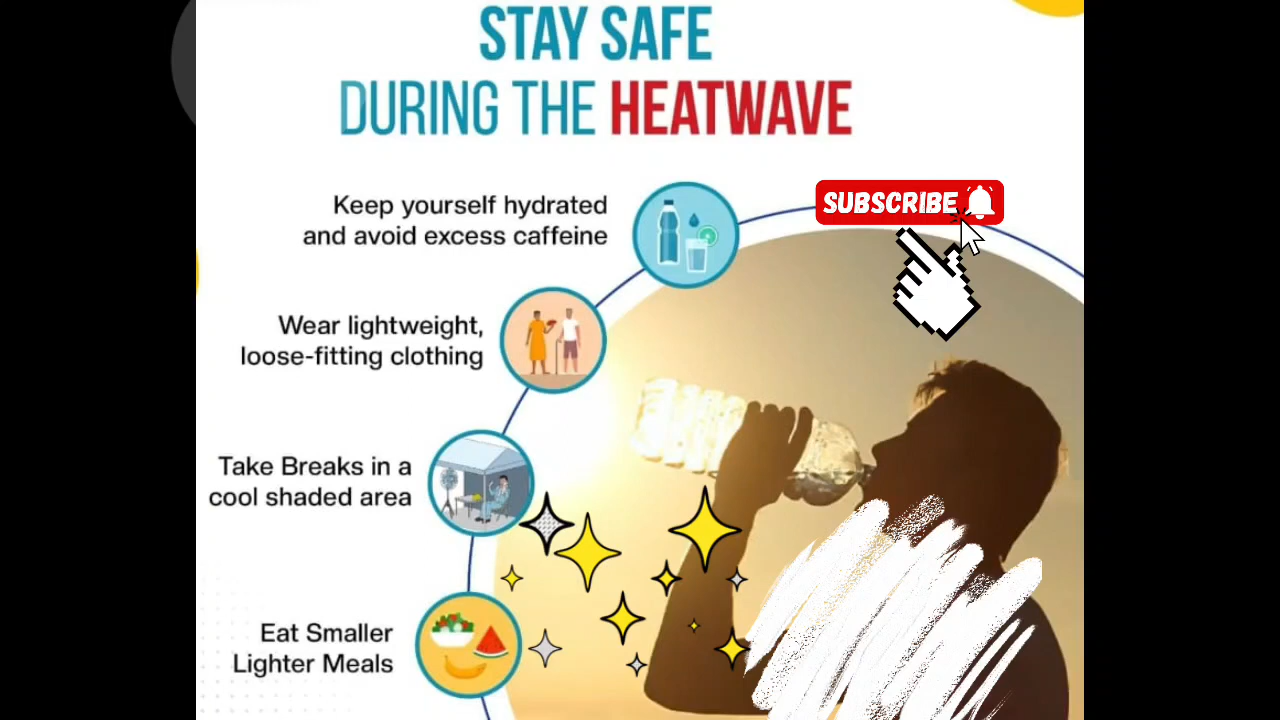 STAY SAFE
DURING THE HEATWAVE
SUBSCRIBE
Keep yourself hydrated
and avoid excess caffeine
Wear lightweight,
loose-fitting clothing
Take Breaks in a
cool shaded area
Eat Smaller
Lighter Meals